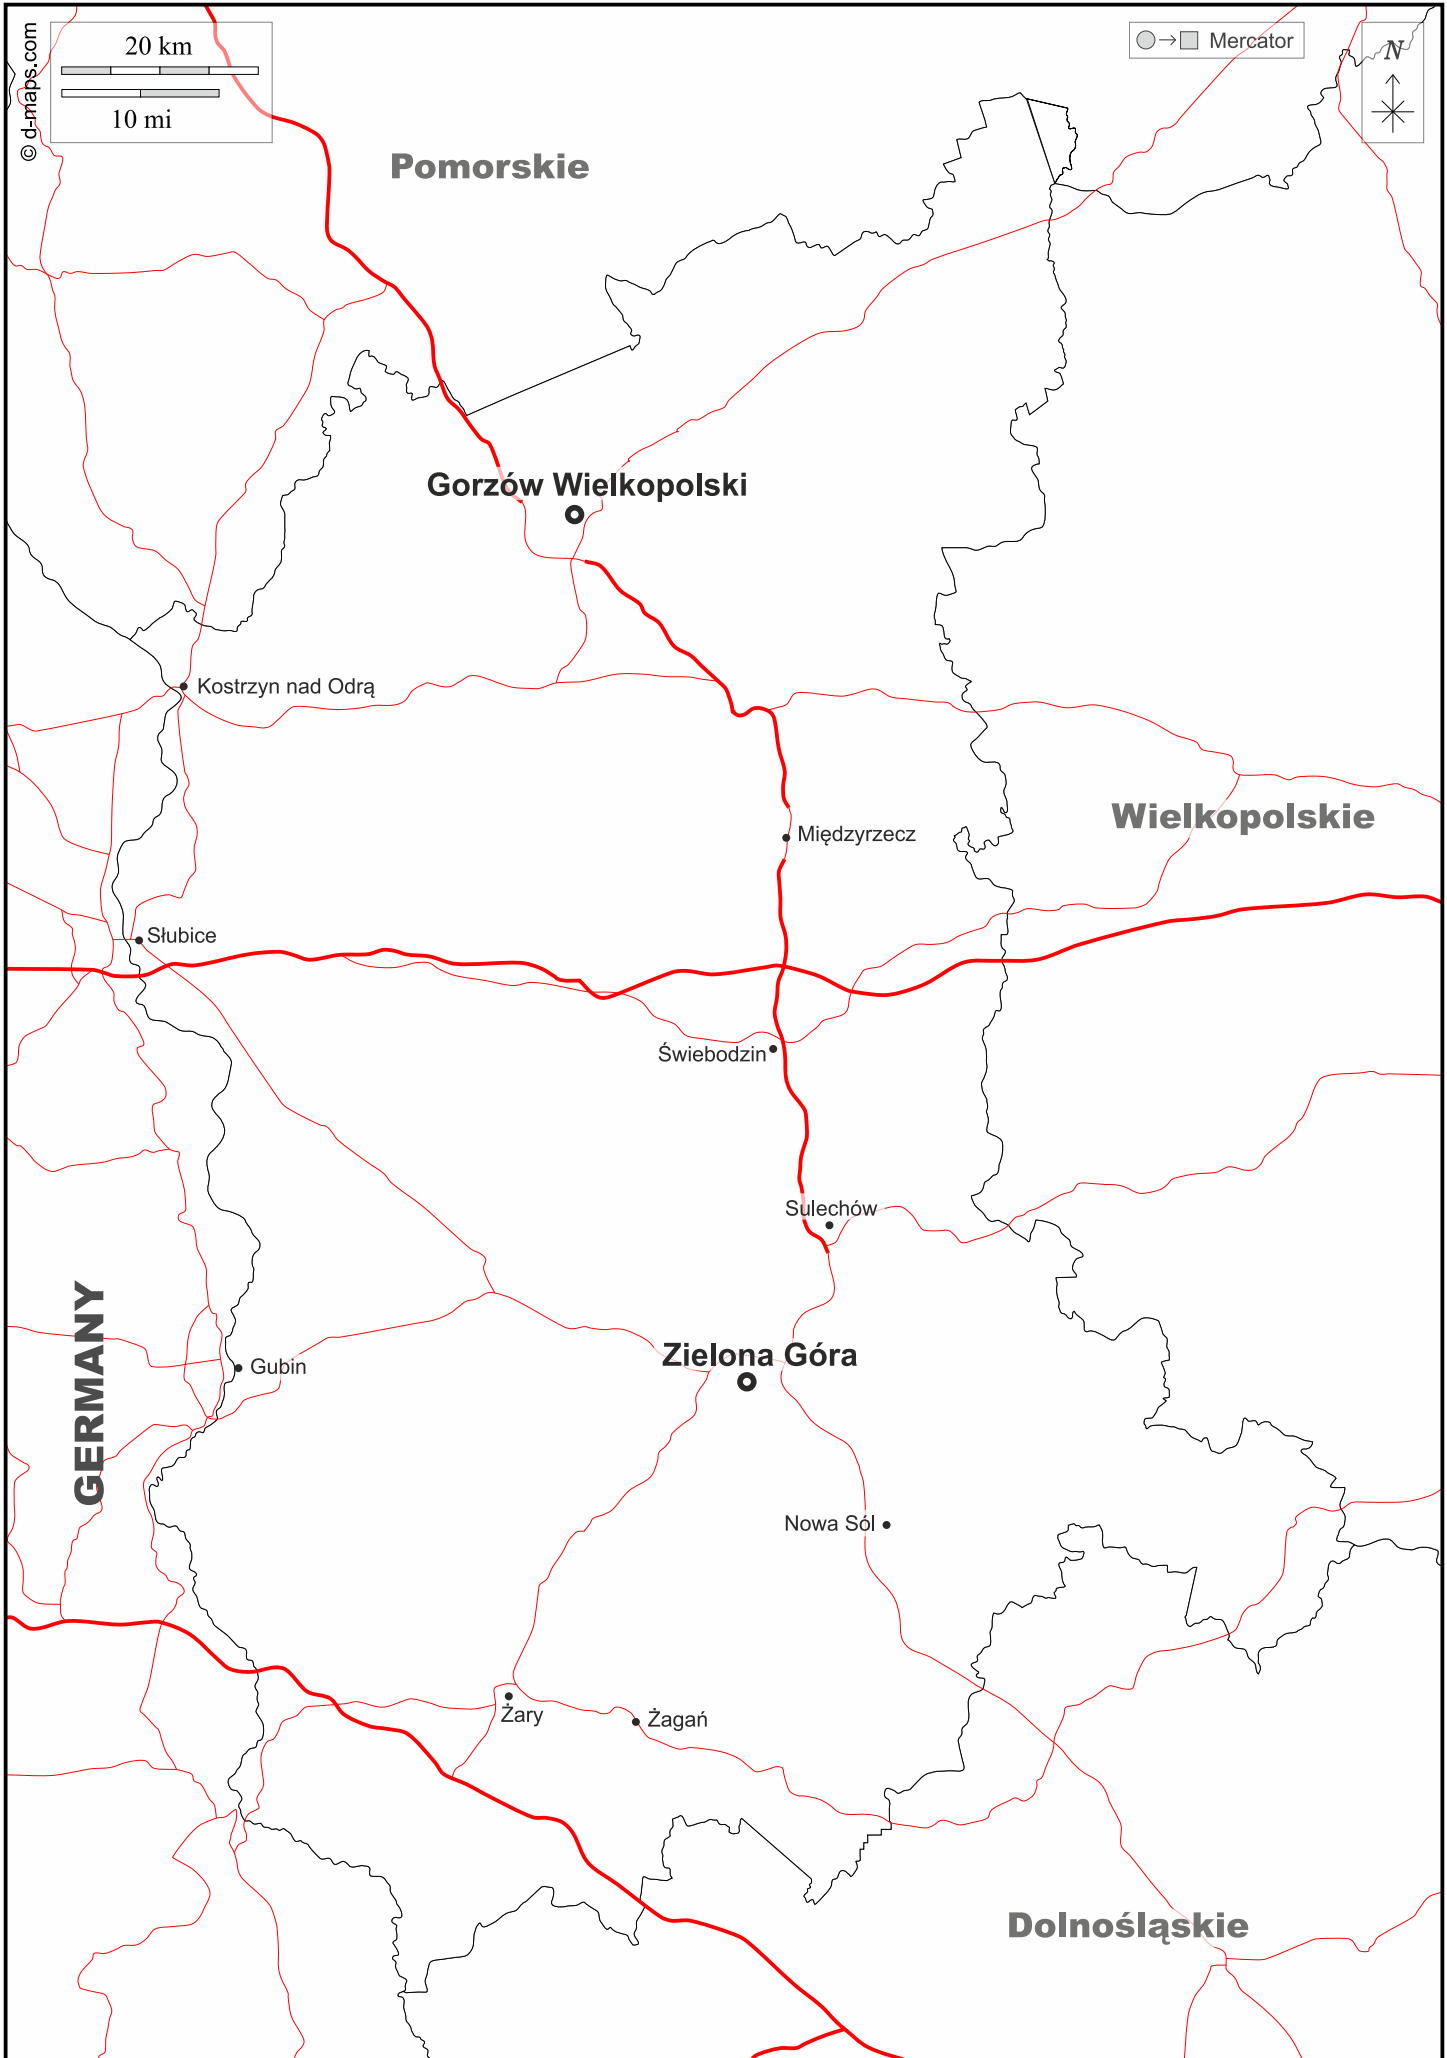 © d-maps.com
20 km
10 mi
Mercator
N
Pomorskie
Gorzów Wielkopolski
Kostrzyn nad Odrą
Wielkopolskie
Międzyrzecz
Słubice
Świebodzin
Sulechów
GERMANY
Zielona Góra
Gubin
Nowa Sól
Żary
Żagań
Dolnośląskie